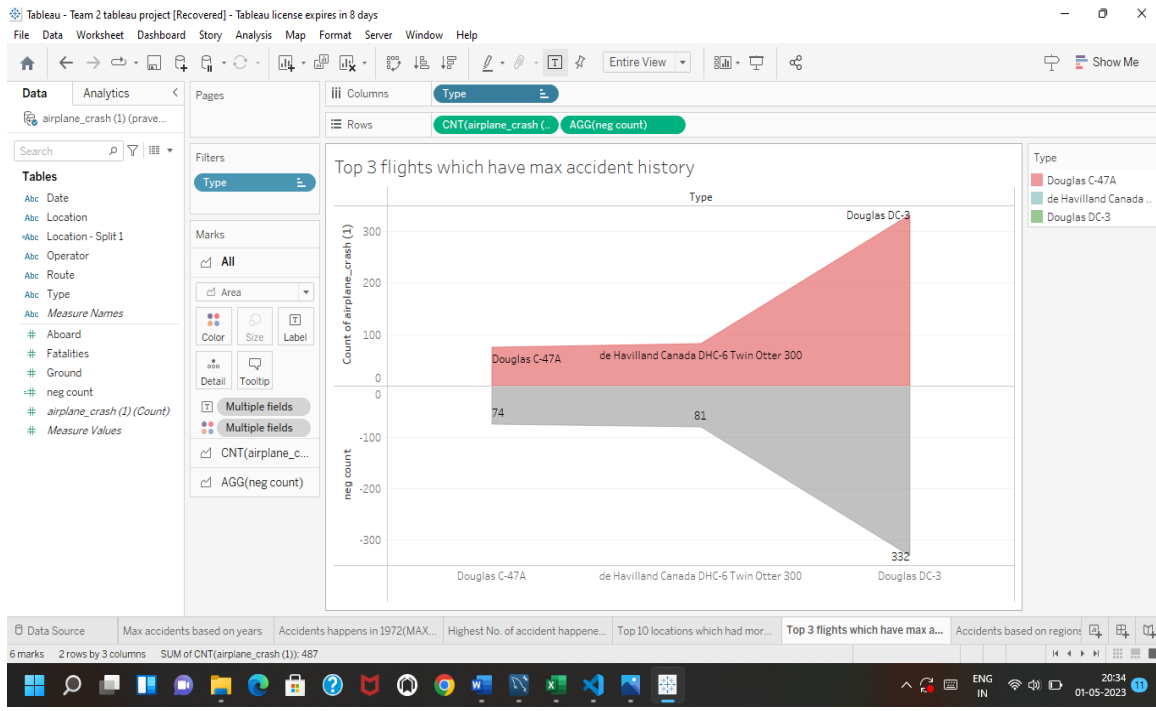 Tableau - Team 2 tableau project [Recovered] - Tableau license expires in 8 days
File Data Worksheet Dashboard Story Analysis Map Format Server Window Help
Entire View
Show Me
Data Analytics
airplane_crash (1) (prave...
Search
Tables
Abc Date
Abc Location
Abc Location - Split 1
Abc Operator
Abc Route
Abc Type
Abc Measure Names
# Aboard
# Fatalities
# Ground
=# neg count
# airplane_crash (1) (Count)
# Measure Values
Pages
Filters
Type
Marks
All
Area
Color Size Label
Detail Tooltip
T Multiple fields
Multiple fields
CNT(airplane_c...
AGG(neg count)
Columns Type
Rows CNT(airplane_crash (.. AGG(neg count)
Top 3 flights which have max accident history
Type
Count of airplane_crash (1)
300
200
100
0
Douglas C-47A
de Havilland Canada DHC-6 Twin Otter 300
Douglas DC-3
neg count
0
-100
-200
-300
74
81
332
Douglas C-47A de Havilland Canada DHC-6 Twin Otter 300 Douglas DC-3
Type
Douglas C-47A
de Havilland Canada ..
Douglas DC-3
Data Source Max accidents based on years Accidents happens in 1972(MAX... Highest No. of accident happene... Top 10 locations which had mor... Top 3 flights which have max a... Accidents based on regions
6 marks 2 rows by 3 columns SUM of CNT(airplane_crash (1)): 487
ENG
IN
20:34
01-05-2023
11